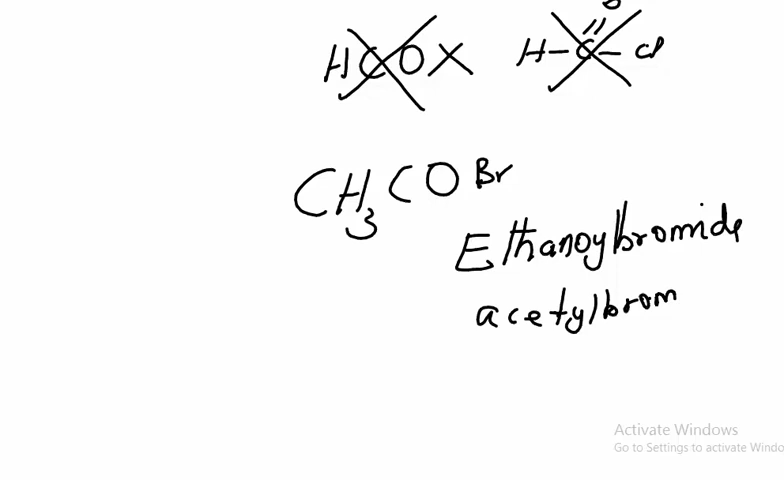 HCOX H-C-Cl
O
CH3COBr
Ethanoylbromide
acetylbrom
Activate Windows
Go to Settings to activate Windo